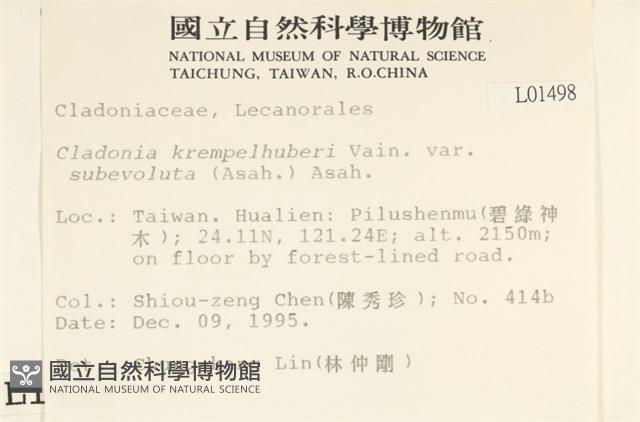 國立自然科學博物館
NATIONAL MUSEUM OF NATURAL SCIENCE
TAICHUNG, TAIWAN, R.O.CHINA
L01498
Cladoniaceae, Lecanorales
Cladonia krempelhuberi Vain. var.
subevoluta (Asah.) Asah.
Loc.: Taiwan. Hualien: Pilushenmu(碧綠神
木); 24.11N, 121.24E; alt. 2150m;
on floor by forest-lined road.
Col.: Shiou-zeng Chen(陳秀珍); No. 414b
Date: Dec. 09, 1995.
Lin(林仲剛)
國立自然科學博物館
NATIONAL MUSEUM OF NATURAL SCIENCE